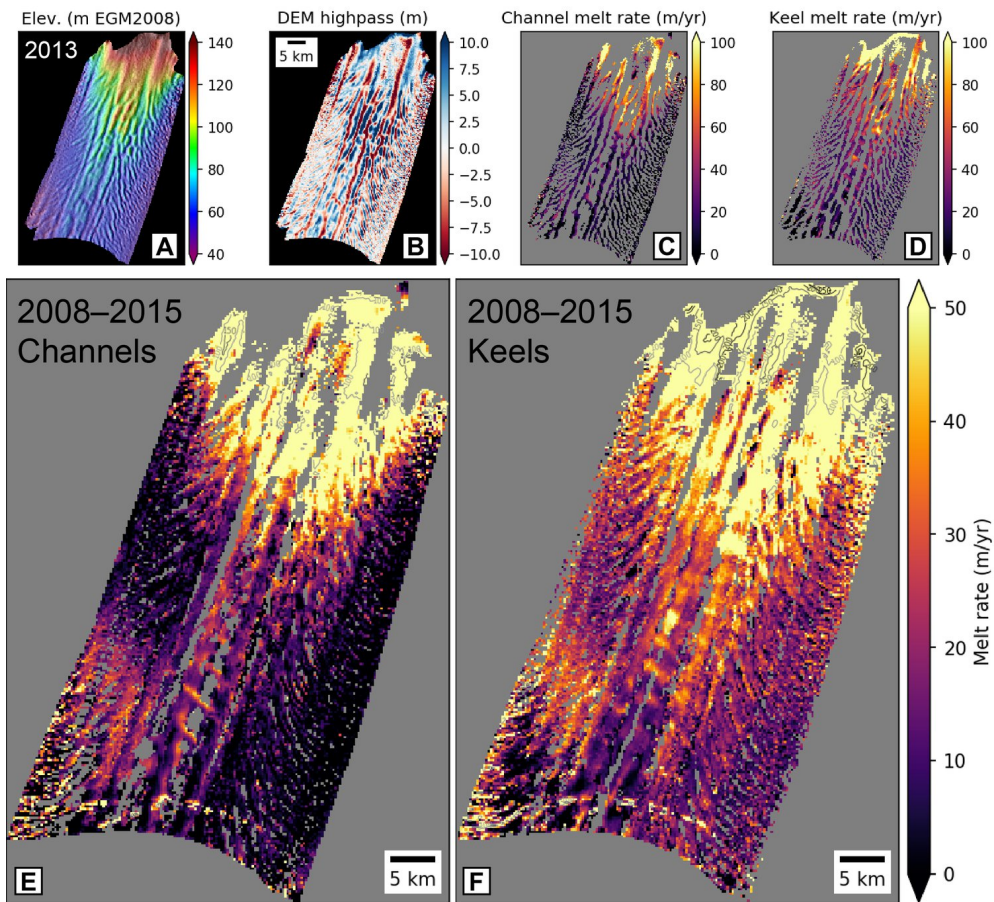 Elev. (m EGM2008)
DEM highpass (m)
Channel melt rate (m/yr)
Keel melt rate (m/yr)
2013
A
140
120
100
80
60
40
5 km
B
10.0
7.5
5.0
2.5
0.0
−2.5
−5.0
−7.5
−10.0
C
100
80
60
40
20
0
D
100
80
60
40
20
0
2008–2015
Channels
E
5 km
2008–2015
Keels
F
5 km
50
40
30
20
10
0
Melt rate (m/yr)